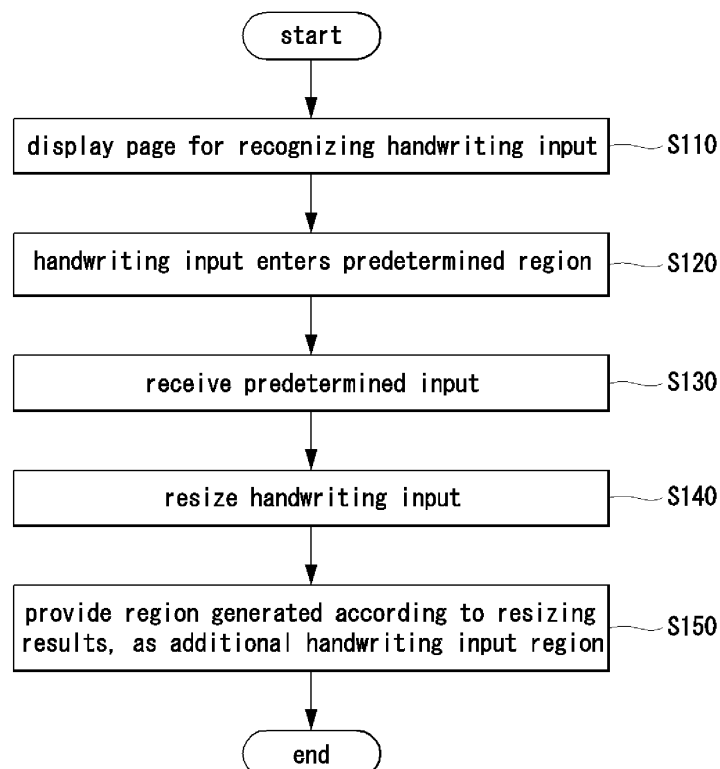 start
display page for recognizing handwriting input
S110
handwriting input enters predetermined region
S120
receive predetermined input
S130
resize handwriting input
S140
provide region generated according to resizing
results, as additional handwriting input region
S150
end